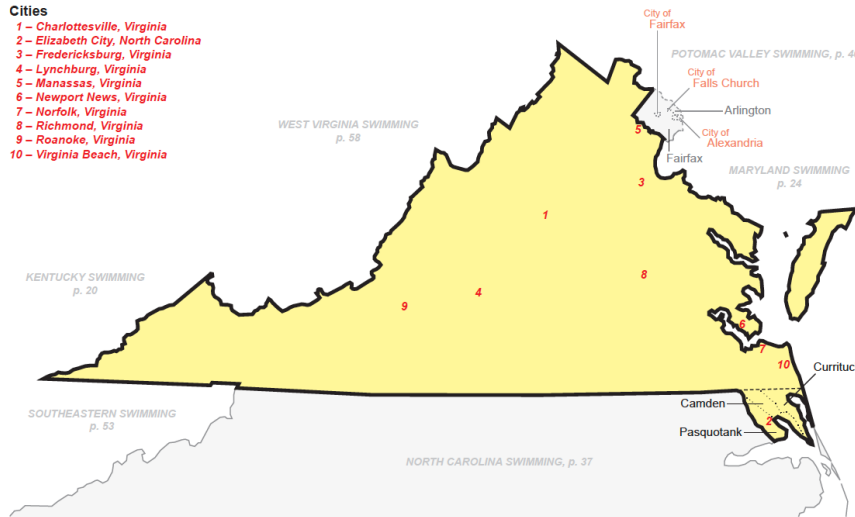 Cities
1 – Charlottesville, Virginia
2 – Elizabeth City, North Carolina
3 – Fredericksburg, Virginia
4 – Lynchburg, Virginia
5 – Manassas, Virginia
6 – Newport News, Virginia
7 – Norfolk, Virginia
8 – Richmond, Virginia
9 – Roanoke, Virginia
10 – Virginia Beach, Virginia
City of
Fairfax
POTOMAC VALLEY SWIMMING, p. 4
City of
Falls Church
Arlington
City of
Alexandria
Fairfax
WEST VIRGINIA SWIMMING
p. 58
MARYLAND SWIMMING
p. 24
KENTUCKY SWIMMING
p. 20
5
3
1
8
4
9
6
7
10
Currituc
Camden
2
Pasquotank
SOUTHEASTERN SWIMMING
p. 53
NORTH CAROLINA SWIMMING, p. 37